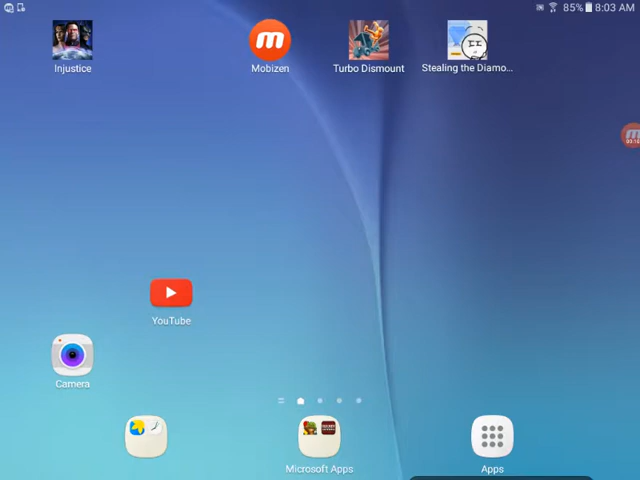 85% 8:03 AM
Injustice
m
Mobizen
Turbo Dismount
Stealing the Diamo...
YouTube
Camera
Microsoft Apps
Apps